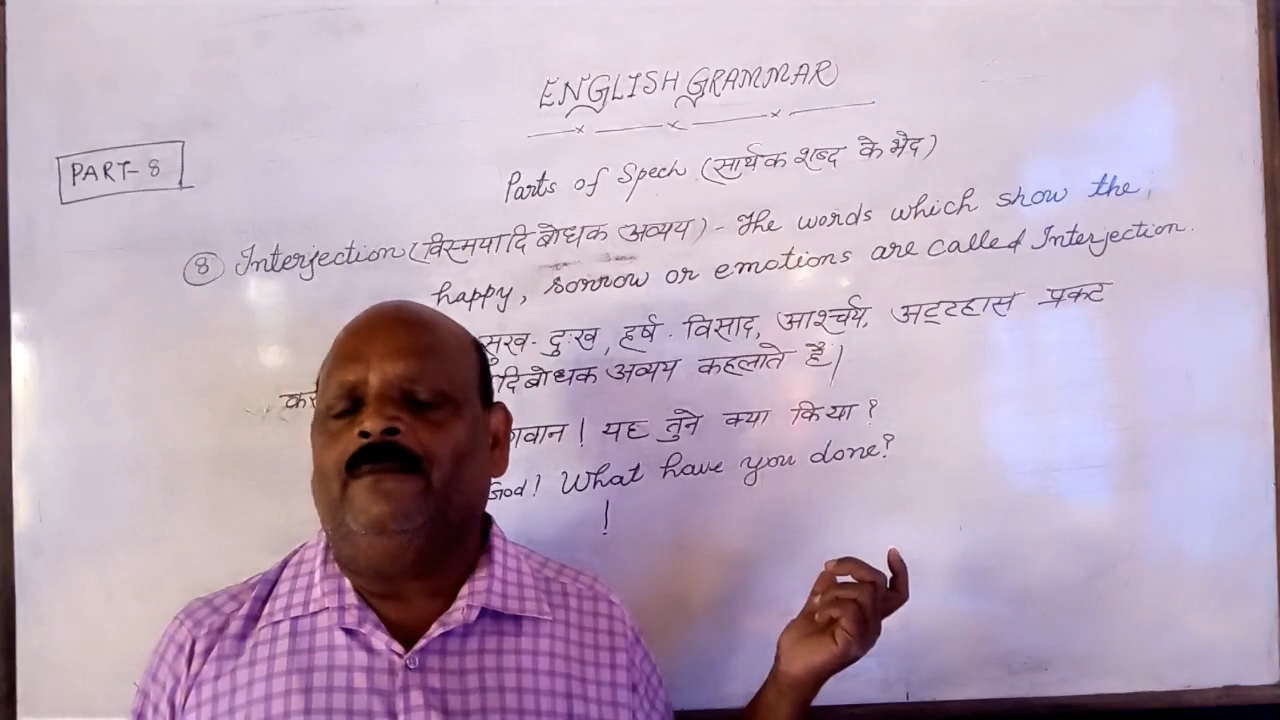 ENGLISH GRAMMAR
PART-8
Parts of Spech (सार्थक शब्द के भेद)
8 Interjection (विस्मयादि बोधक अव्यय) - The words which show the
happy, sorrow or emotions are called Interjection.
सुख-दुःख, हर्ष-विसाद, आश्चर्य, अट्टहास प्रकट
अव्यय कहलाते हैं।
! यह तुने क्या किया ?
God! What have you done?
!